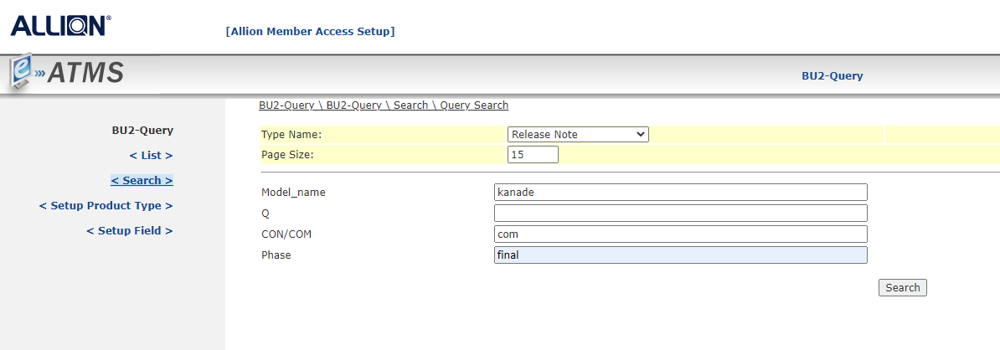 ALLION®
[Allion Member Access Setup]
e ATMS
BU2-Query
BU2-Query \ BU2-Query \ Search \ Query Search
BU2-Query
< List >
< Search >
< Setup Product Type >
< Setup Field >
Type Name: Release Note
Page Size: 15
Model_name kanade
Q
CON/COM com
Phase final
Search